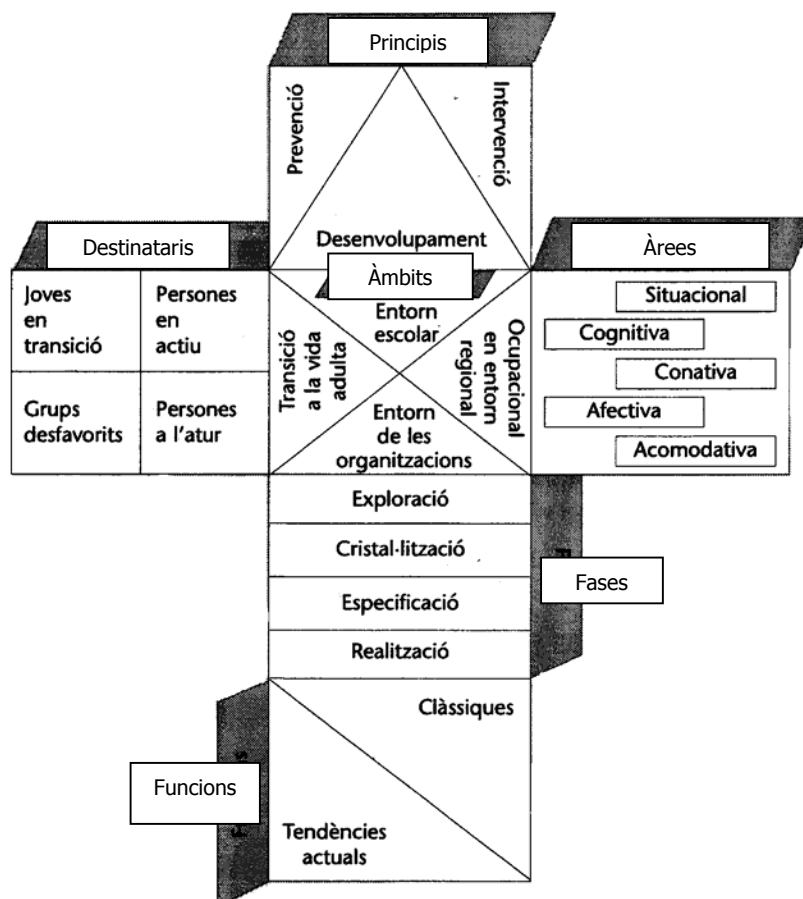 Principis
Prevenció
Intervenció
Desenvolupament
Destinataris
Àmbits
Àrees
Joves
en
transició
Persones
en
actiu
Grups
desfavorits
Persones
a l'atur
Transició
a la vida
adulta
Entorn
escolar
Ocupacional
en entorn
regional
Entorn
de les
organitzacions
Situacional
Cognitiva
Conativa
Afectiva
Acomodativa
Exploració
Cristal·lització
Especificació
Realització
Fases
Clàssiques
Funcions
Tendències
actuals